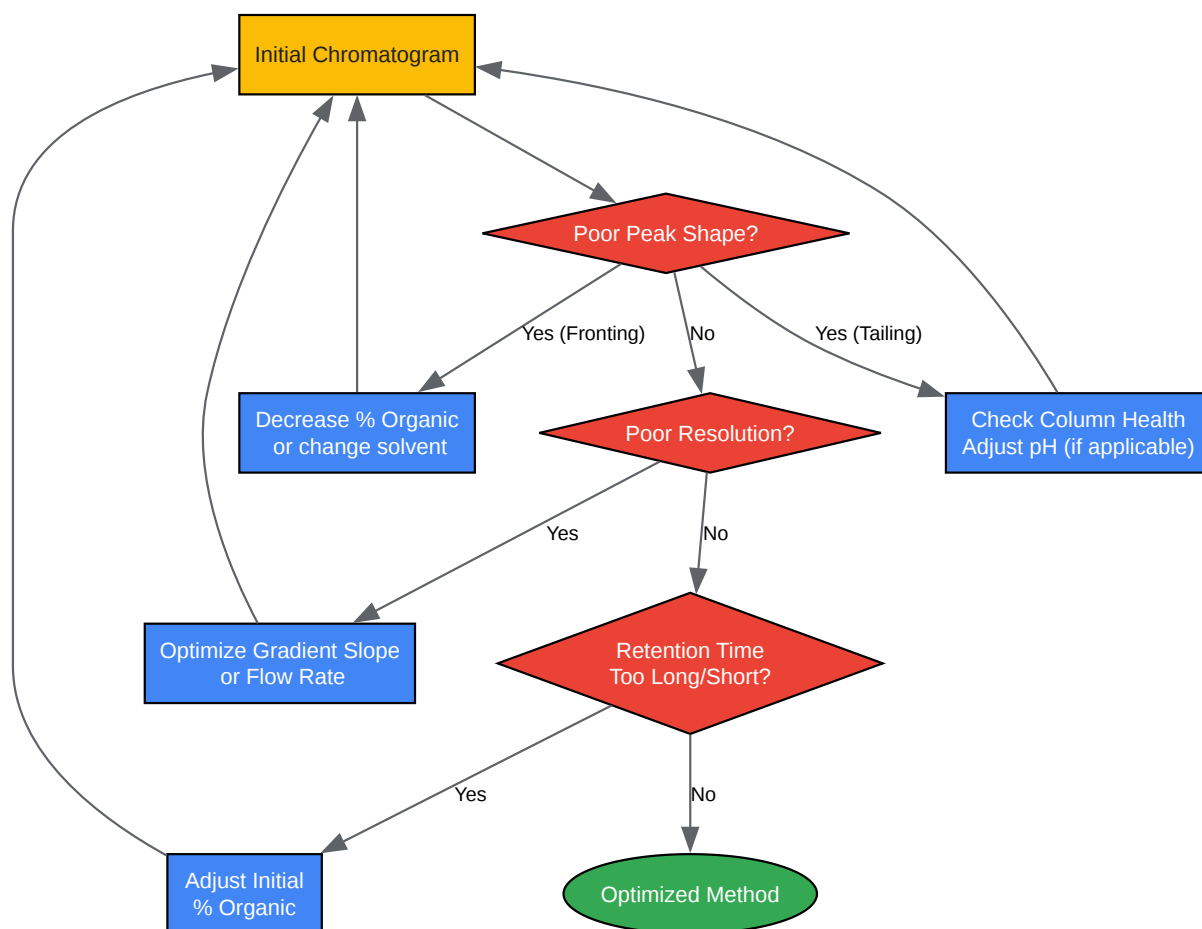 Initial Chromatogram
Poor Peak Shape?
Yes (Fronting)
No
Yes (Tailing)
Decrease % Organic
or change solvent
Poor Resolution?
Check Column Health
Adjust pH (if applicable)
Yes
No
Optimize Gradient Slope
or Flow Rate
Retention Time
Too Long/Short?
Yes
No
Adjust Initial
% Organic
Optimized Method